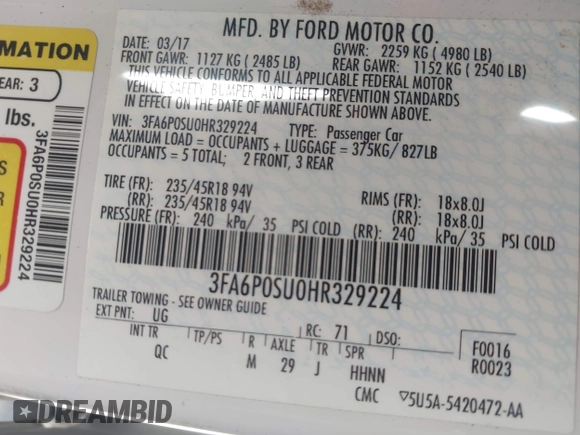 MFD. BY FORD MOTOR CO.
DATE: 03/17 GVWR: 2259 KG (4980 LB)
FRONT GAWR: 1127 KG (2485 LB) REAR GAWR: 1152 KG (2540 LB)
THIS VEHICLE CONFORMS TO ALL APPLICABLE FEDERAL MOTOR
VEHICLE SAFETY, BUMPER, AND THEFT PREVENTION STANDARDS
IN EFFECT ON THE DATE OF MANUFACTURE SHOWN ABOVE.
VIN: 3FA6P0SU0HR329224 TYPE: Passenger Car
MAXIMUM LOAD = OCCUPANTS + LUGGAGE = 375KG/ 827LB
OCCUPANTS = 5 TOTAL; 2 FRONT, 3 REAR
TIRE (FR): 235/45R18 94V RIMS (FR): 18x8.0J
(RR): 235/45R18 94V (RR): 18x8.0J
PRESSURE (FR): 240 kPa/ 35 PSI COLD (RR): 240 kPa/ 35 PSI COLD
3FA6P0SU0HR329224
TRAILER TOWING - SEE OWNER GUIDE
EXT PNT: UG RC: 71 DSO:
INT TR TP/PS R AXLE TR SPR
QC M 29 J HHNN
F0016
R0023
CMC ▽5U5A-5420472-AA
RMATION
EAR: 3
lbs.
3FA6P0SU0HR329224
S
R
DREAMBID